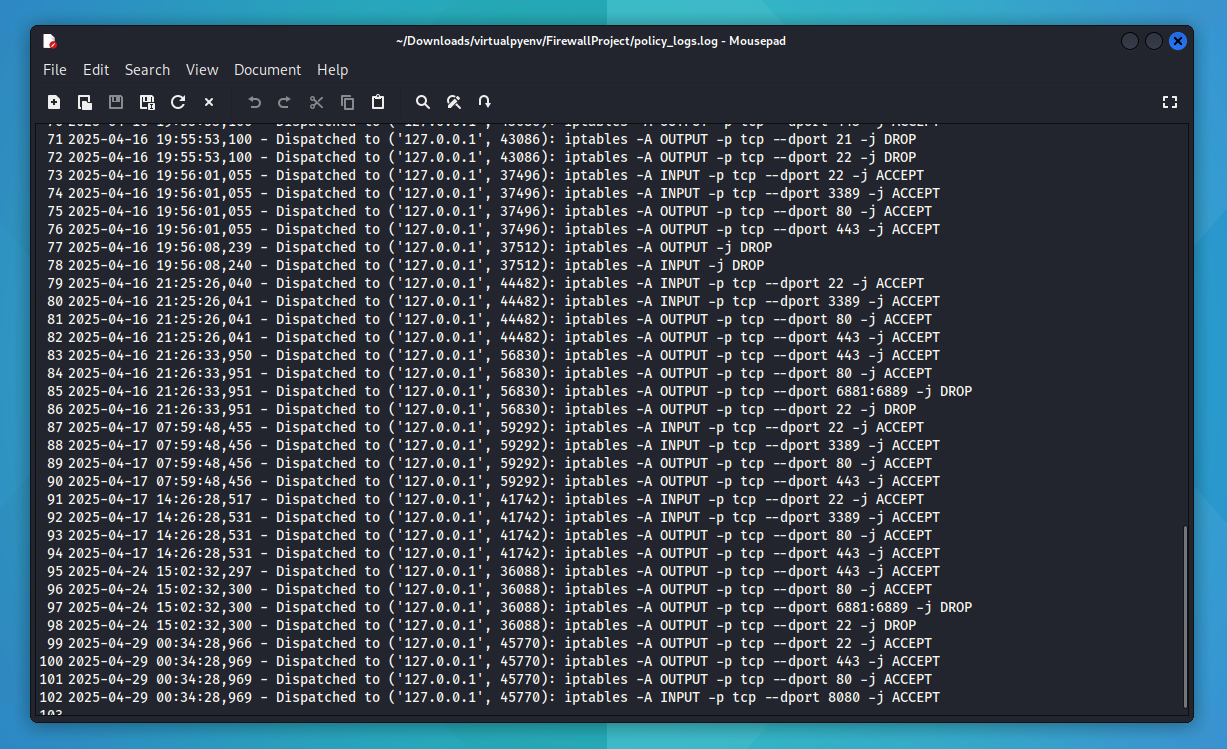 ~/Downloads/virtualpyenv/FirewallProject/policy_logs.log - Mousepad
File Edit Search View Document Help
71 2025-04-16 19:55:53,100 - Dispatched to ('127.0.0.1', 43086): iptables -A OUTPUT -p tcp --dport 21 -j DROP
72 2025-04-16 19:55:53,100 - Dispatched to ('127.0.0.1', 43086): iptables -A OUTPUT -p tcp --dport 22 -j DROP
73 2025-04-16 19:56:01,055 - Dispatched to ('127.0.0.1', 37496): iptables -A INPUT -p tcp --dport 22 -j ACCEPT
74 2025-04-16 19:56:01,055 - Dispatched to ('127.0.0.1', 37496): iptables -A INPUT -p tcp --dport 3389 -j ACCEPT
75 2025-04-16 19:56:01,055 - Dispatched to ('127.0.0.1', 37496): iptables -A OUTPUT -p tcp --dport 80 -j ACCEPT
76 2025-04-16 19:56:01,055 - Dispatched to ('127.0.0.1', 37496): iptables -A OUTPUT -p tcp --dport 443 -j ACCEPT
77 2025-04-16 19:56:08,239 - Dispatched to ('127.0.0.1', 37512): iptables -A OUTPUT -j DROP
78 2025-04-16 19:56:08,240 - Dispatched to ('127.0.0.1', 37512): iptables -A INPUT -j DROP
79 2025-04-16 21:25:26,040 - Dispatched to ('127.0.0.1', 44482): iptables -A INPUT -p tcp --dport 22 -j ACCEPT
80 2025-04-16 21:25:26,041 - Dispatched to ('127.0.0.1', 44482): iptables -A INPUT -p tcp --dport 3389 -j ACCEPT
81 2025-04-16 21:25:26,041 - Dispatched to ('127.0.0.1', 44482): iptables -A OUTPUT -p tcp --dport 80 -j ACCEPT
82 2025-04-16 21:25:26,041 - Dispatched to ('127.0.0.1', 44482): iptables -A OUTPUT -p tcp --dport 443 -j ACCEPT
83 2025-04-16 21:26:33,950 - Dispatched to ('127.0.0.1', 56830): iptables -A OUTPUT -p tcp --dport 443 -j ACCEPT
84 2025-04-16 21:26:33,951 - Dispatched to ('127.0.0.1', 56830): iptables -A OUTPUT -p tcp --dport 80 -j ACCEPT
85 2025-04-16 21:26:33,951 - Dispatched to ('127.0.0.1', 56830): iptables -A OUTPUT -p tcp --dport 6881:6889 -j DROP
86 2025-04-16 21:26:33,951 - Dispatched to ('127.0.0.1', 56830): iptables -A OUTPUT -p tcp --dport 22 -j DROP
87 2025-04-17 07:59:48,455 - Dispatched to ('127.0.0.1', 59292): iptables -A INPUT -p tcp --dport 22 -j ACCEPT
88 2025-04-17 07:59:48,456 - Dispatched to ('127.0.0.1', 59292): iptables -A INPUT -p tcp --dport 3389 -j ACCEPT
89 2025-04-17 07:59:48,456 - Dispatched to ('127.0.0.1', 59292): iptables -A OUTPUT -p tcp --dport 80 -j ACCEPT
90 2025-04-17 07:59:48,456 - Dispatched to ('127.0.0.1', 59292): iptables -A OUTPUT -p tcp --dport 443 -j ACCEPT
91 2025-04-17 14:26:28,517 - Dispatched to ('127.0.0.1', 41742): iptables -A INPUT -p tcp --dport 22 -j ACCEPT
92 2025-04-17 14:26:28,531 - Dispatched to ('127.0.0.1', 41742): iptables -A INPUT -p tcp --dport 3389 -j ACCEPT
93 2025-04-17 14:26:28,531 - Dispatched to ('127.0.0.1', 41742): iptables -A OUTPUT -p tcp --dport 80 -j ACCEPT
94 2025-04-17 14:26:28,531 - Dispatched to ('127.0.0.1', 41742): iptables -A OUTPUT -p tcp --dport 443 -j ACCEPT
95 2025-04-24 15:02:32,297 - Dispatched to ('127.0.0.1', 36088): iptables -A OUTPUT -p tcp --dport 443 -j ACCEPT
96 2025-04-24 15:02:32,300 - Dispatched to ('127.0.0.1', 36088): iptables -A OUTPUT -p tcp --dport 80 -j ACCEPT
97 2025-04-24 15:02:32,300 - Dispatched to ('127.0.0.1', 36088): iptables -A OUTPUT -p tcp --dport 6881:6889 -j DROP
98 2025-04-24 15:02:32,300 - Dispatched to ('127.0.0.1', 36088): iptables -A OUTPUT -p tcp --dport 22 -j DROP
99 2025-04-29 00:34:28,966 - Dispatched to ('127.0.0.1', 45770): iptables -A OUTPUT -p tcp --dport 22 -j ACCEPT
100 2025-04-29 00:34:28,969 - Dispatched to ('127.0.0.1', 45770): iptables -A OUTPUT -p tcp --dport 443 -j ACCEPT
101 2025-04-29 00:34:28,969 - Dispatched to ('127.0.0.1', 45770): iptables -A OUTPUT -p tcp --dport 80 -j ACCEPT
102 2025-04-29 00:34:28,969 - Dispatched to ('127.0.0.1', 45770): iptables -A INPUT -p tcp --dport 8080 -j ACCEPT
103